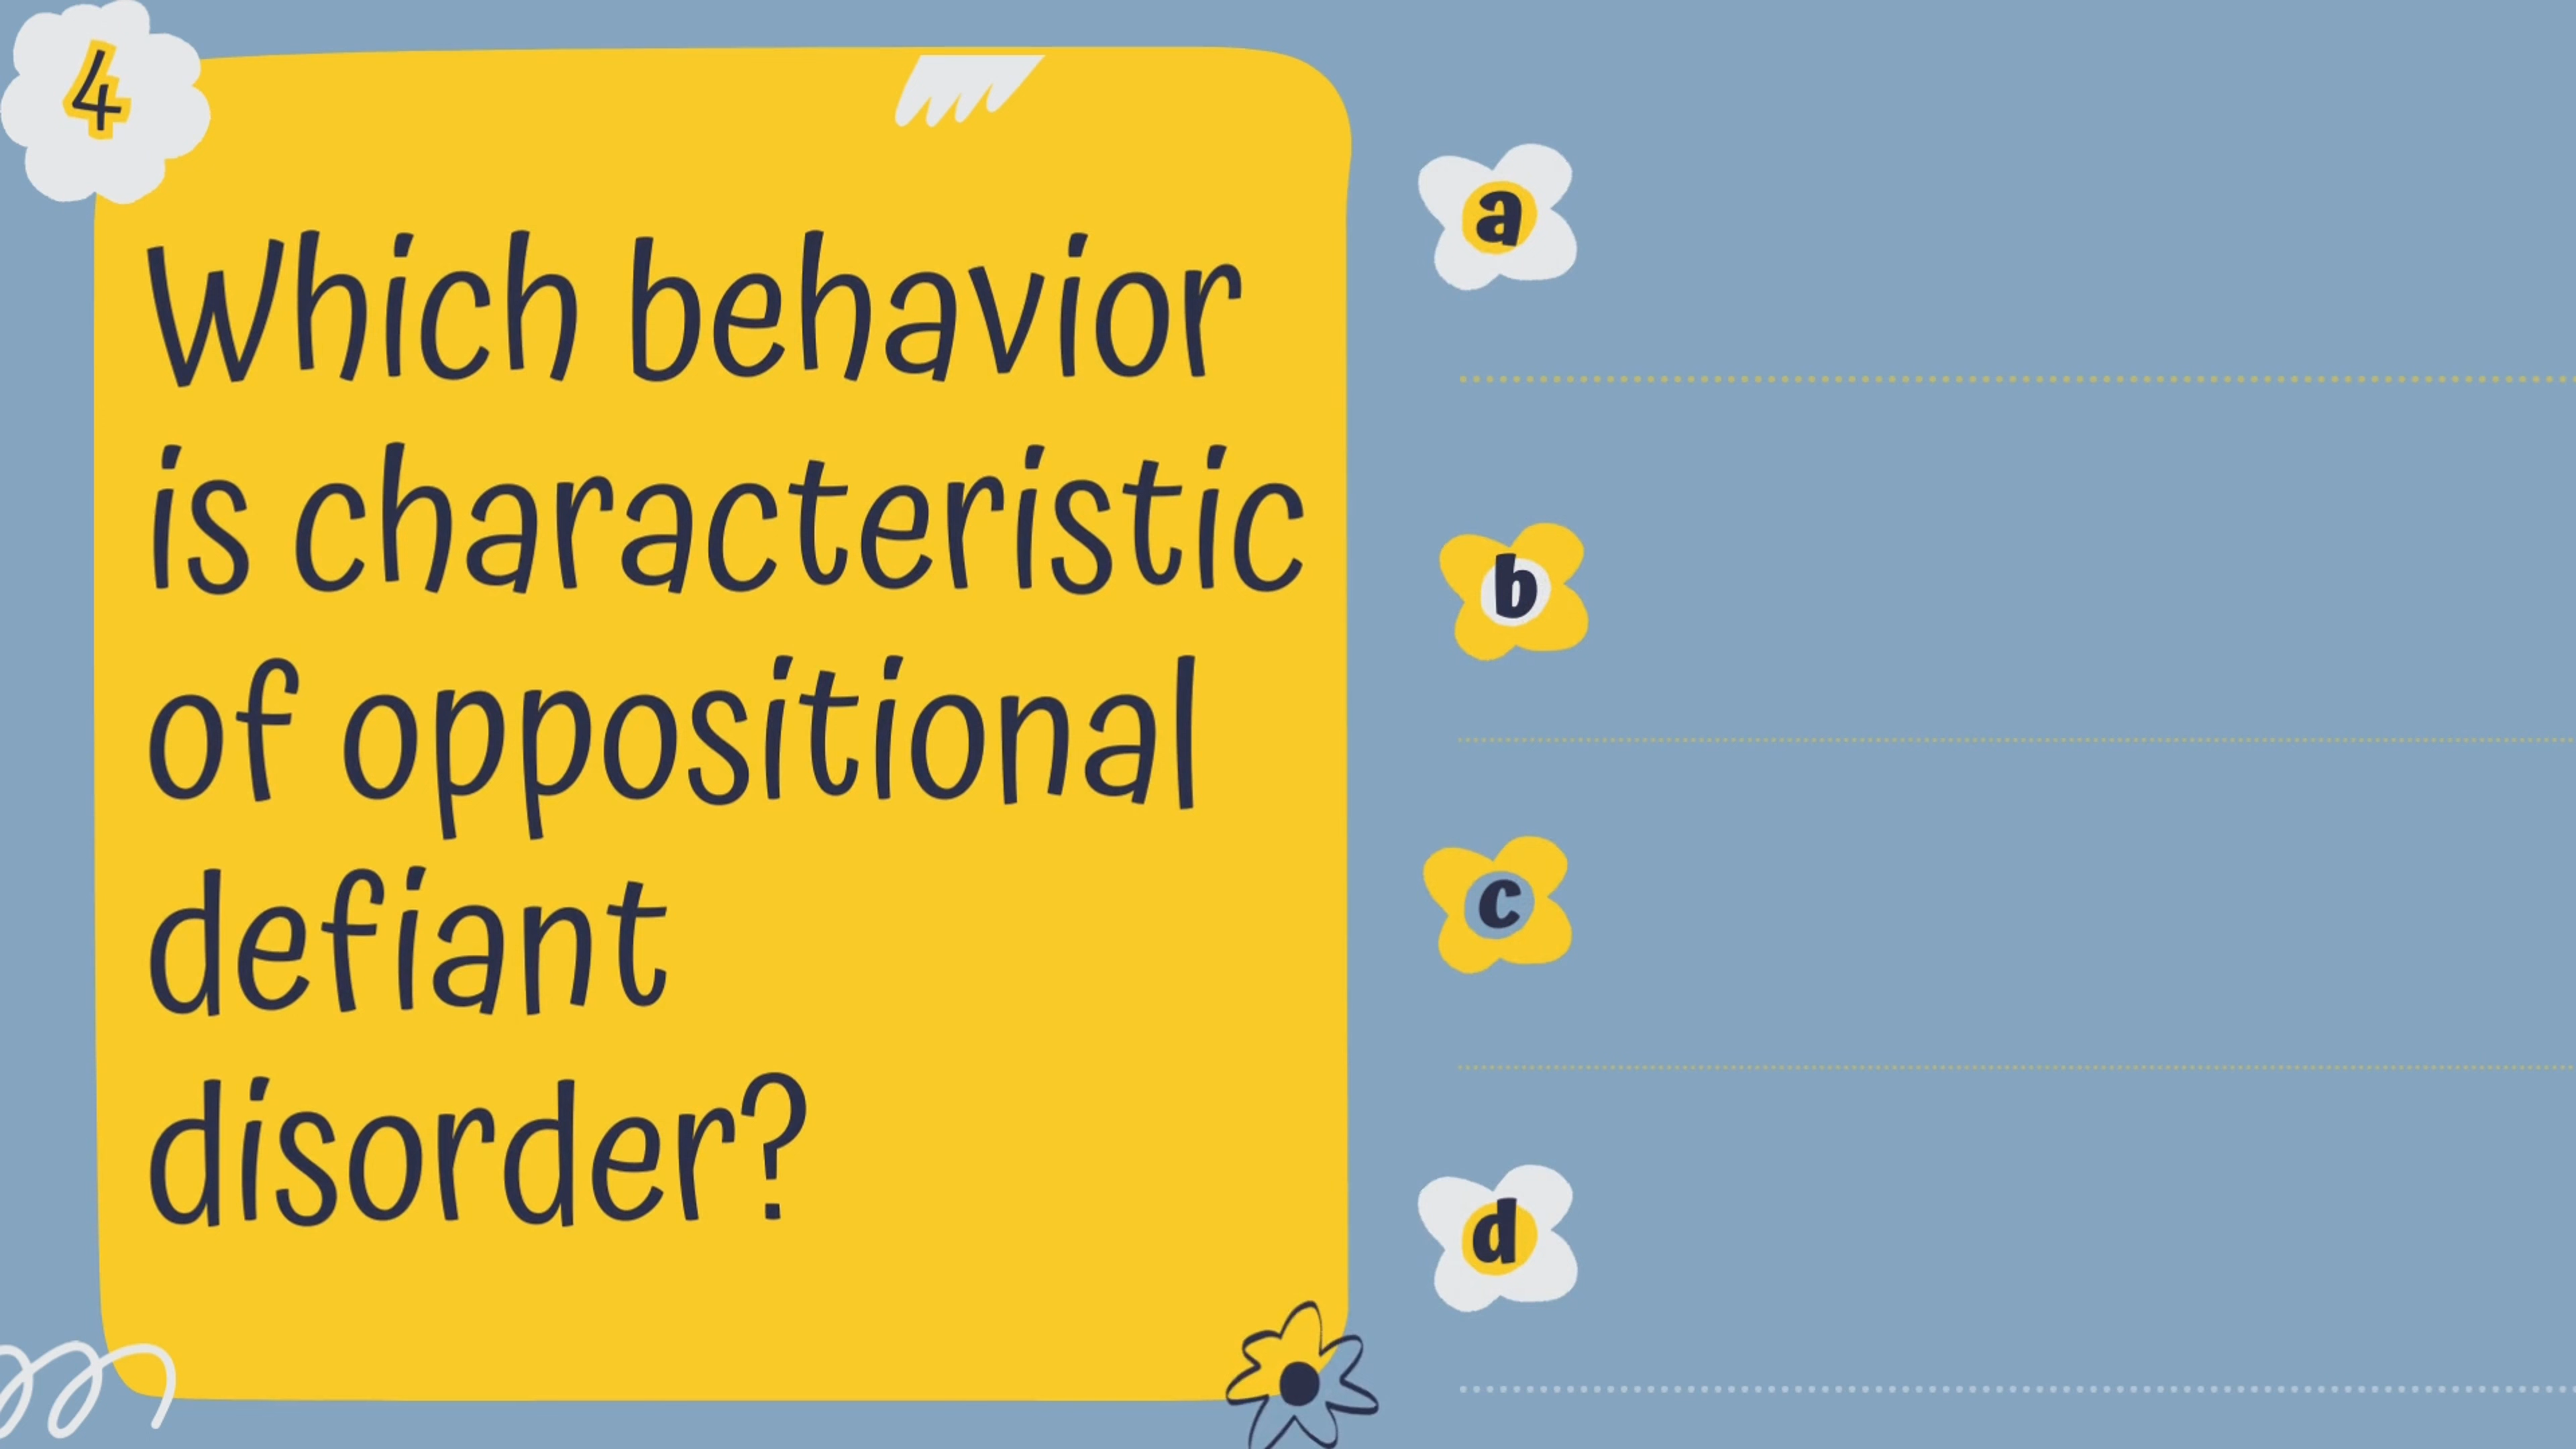 4
Which behavior
is characteristic
of oppositional
defiant
disorder?
a
b
c
d